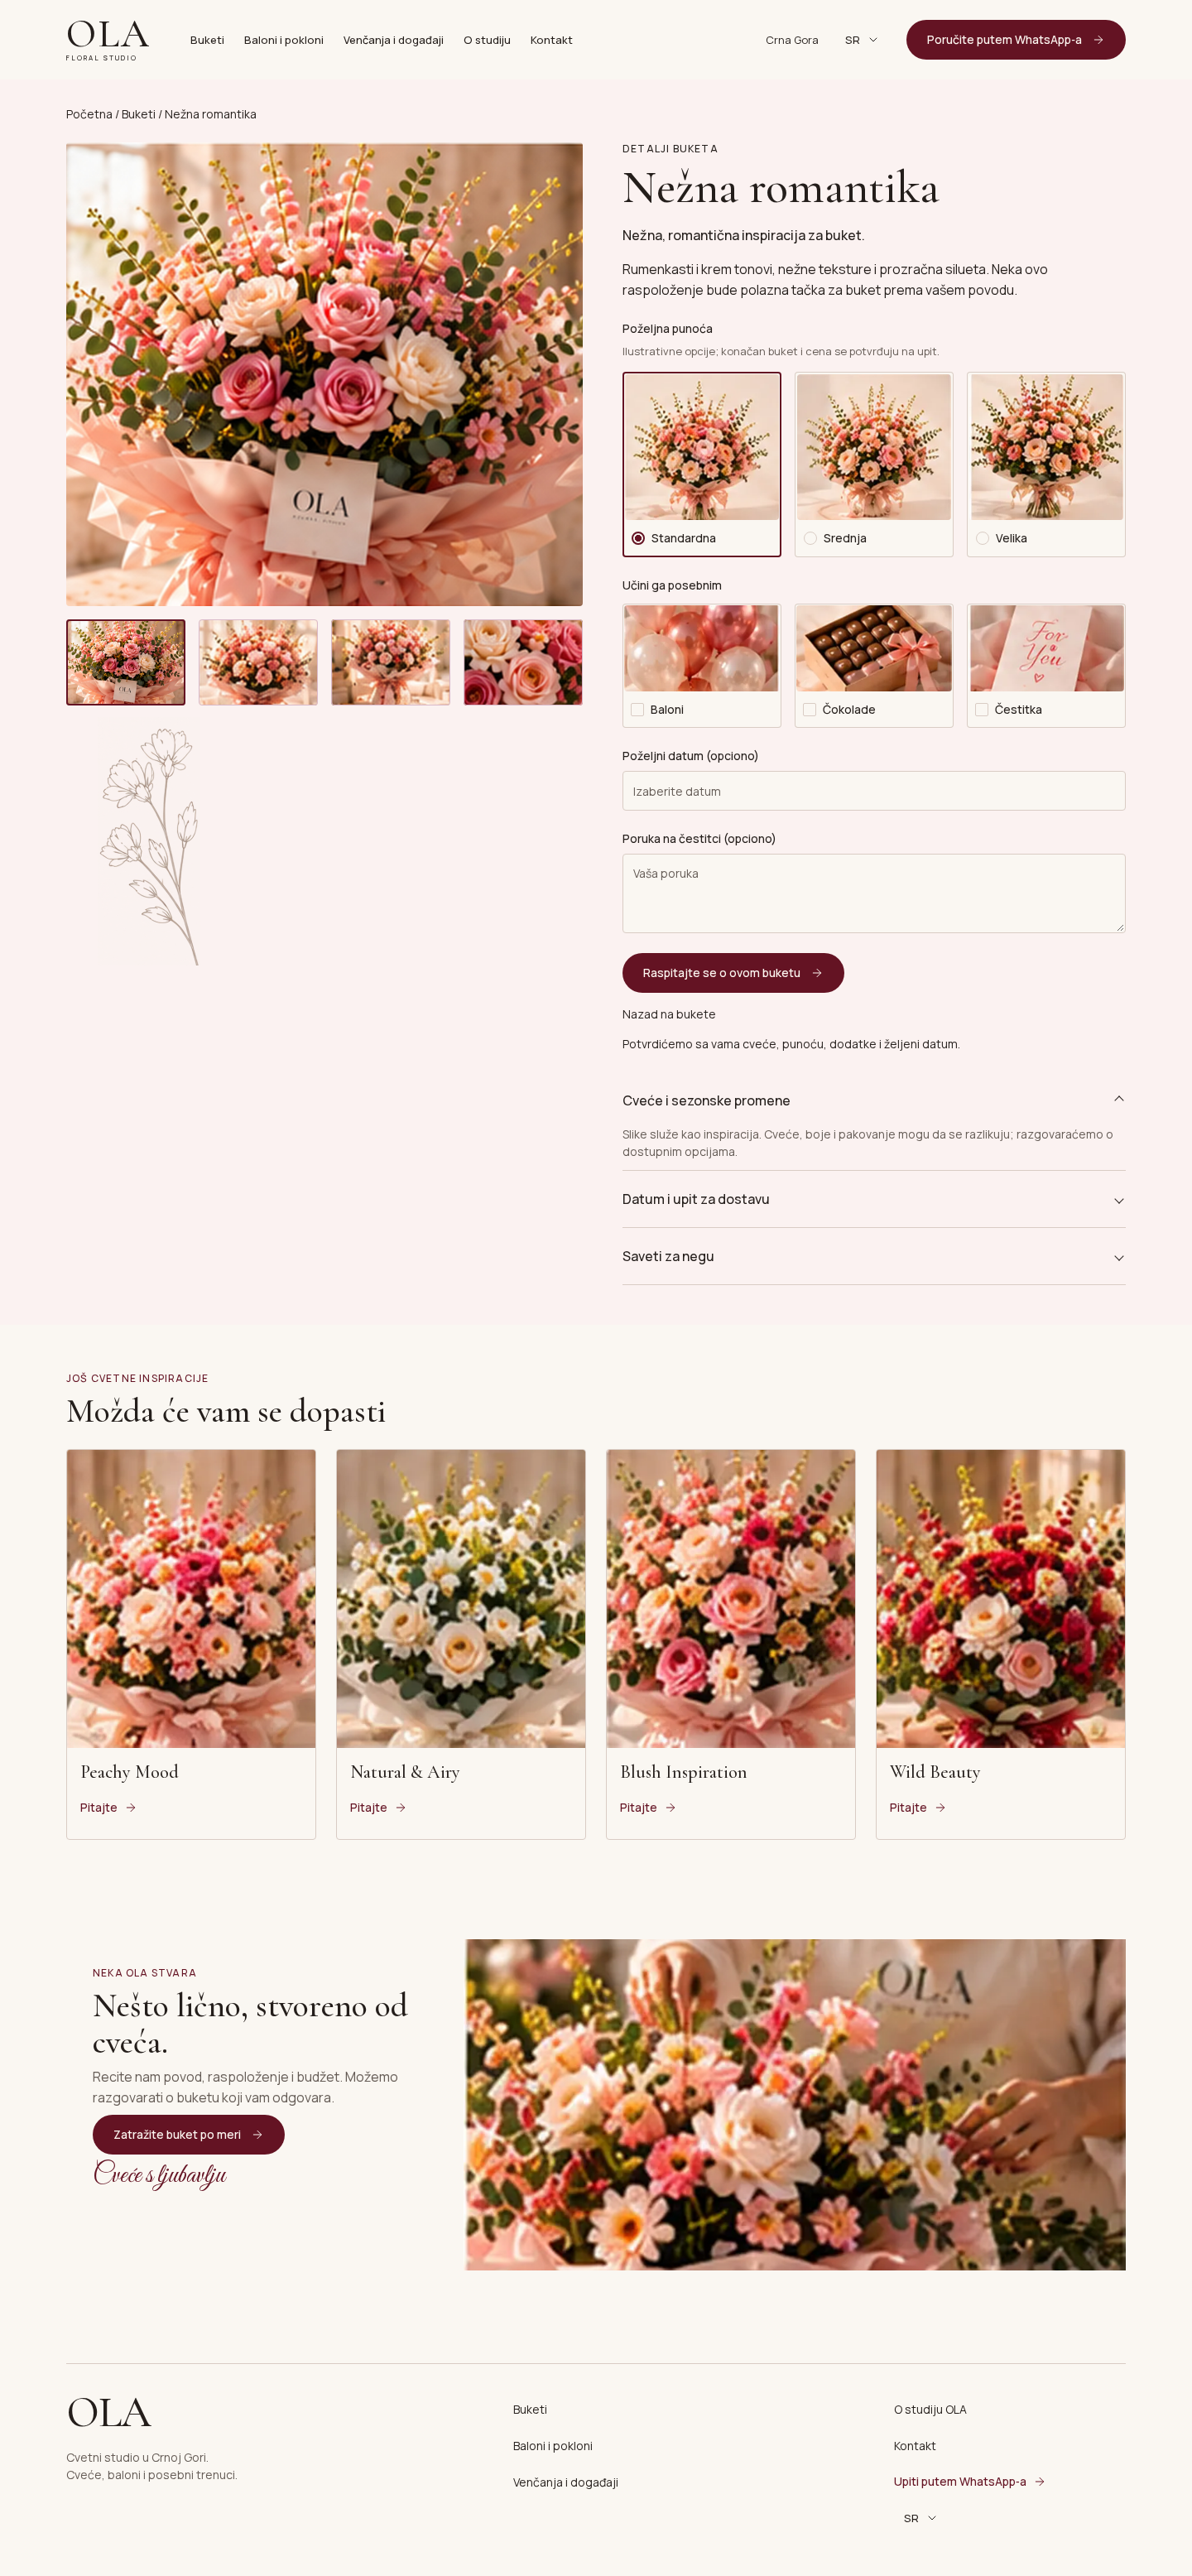 OLA
FLORAL STUDIO
Buketi
Baloni i pokloni
Venčanja i događaji
O studiju
Kontakt
Crna Gora
SR
Poručite putem WhatsApp-a
Početna / Buketi / Nežna romantika
OLA
DETALJI BUKETA
Nežna romantika
Nežna, romantična inspiracija za buket.
Rumenkasti i krem tonovi, nežne teksture i prozračna silueta. Neka ovo
raspoloženje bude polazna tačka za buket prema vašem povodu.
Poželjna punoća
Ilustrativne opcije; konačan buket i cena se potvrđuju na upit.
Standardna
Srednja
Velika
Učini ga posebnim
For
You
Baloni
Čokolade
Čestitka
Poželjni datum (opciono)
Izaberite datum
Poruka na čestitci (opciono)
Vaša poruka
Raspitajte se o ovom buketu
Nazad na bukete
Potvrdićemo sa vama cveće, punoću, dodatke i željeni datum.
Cveće i sezonske promene
Slike služe kao inspiracija. Cveće, boje i pakovanje mogu da se razlikuju; razgovaraćemo o
dostupnim opcijama.
Datum i upit za dostavu
Saveti za negu
OLA
JOŠ CVETNE INSPIRACIJE
Možda će vam se dopasti
Peachy Mood
Pitajte
Natural & Airy
Pitajte
Blush Inspiration
Pitajte
Wild Beauty
Pitajte
NEKA OLA STVARA
Nešto lično, stvoreno od
cveća.
Recite nam povod, raspoloženje i budžet. Možemo
razgovarati o buketu koji vam odgovara.
Zatražite buket po meri
Cveće s ljubavlju
OLA
OLA
Cvetni studio u Crnoj Gori.
Cveće, baloni i posebni trenuci.
Buketi
Baloni i pokloni
Venčanja i događaji
O studiju OLA
Kontakt
Upiti putem WhatsApp-a
SR